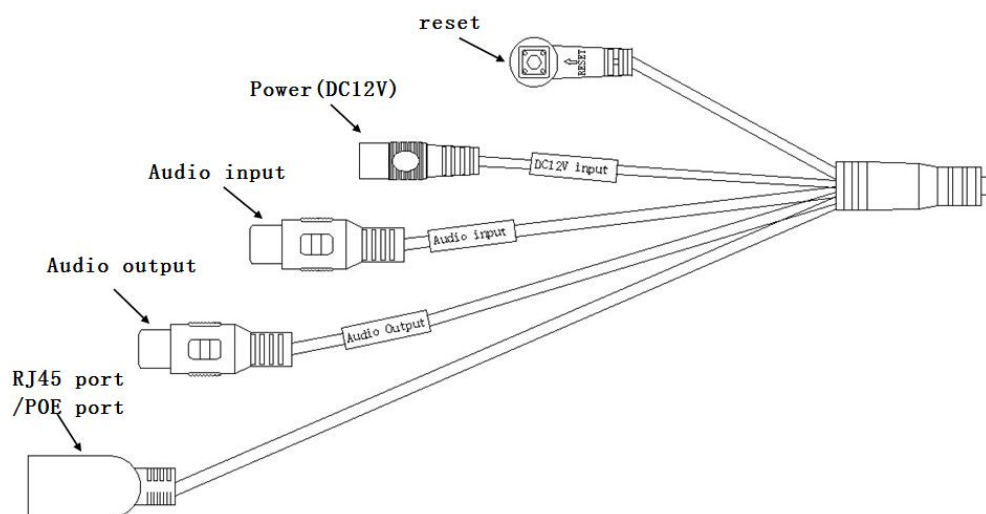 reset
RESET
Power(DC12V)
DC12V input
Audio input
Audio input
Audio output
Audio Output
RJ45 port
/POE port